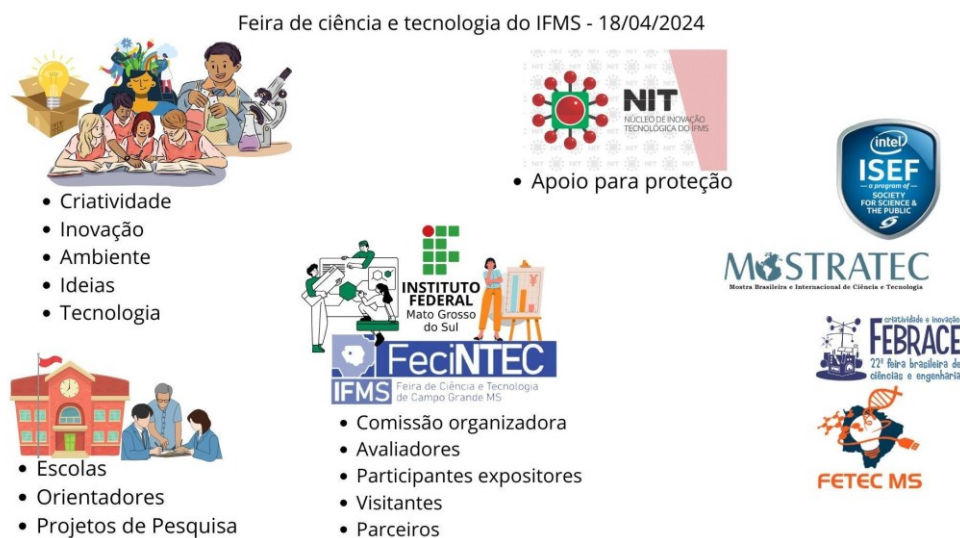 Feira de ciência e tecnologia do IFMS - 18/04/2024
• Criatividade
• Inovação
• Ambiente
• Ideias
• Tecnologia
NIT
NÚCLEO DE INOVAÇÃO
TECNOLÓGICA DO IFMS
• Apoio para proteção
intel
ISEF
a program of
SOCIETY
FOR SCIENCE &
THE PUBLIC
MOSTRATEC
Mostra Brasileira e Internacional de Ciência e Tecnologia
criatividade e inovação
FEBRACE
22ª feira brasileira de
ciências e engenharia
FETEC MS
INSTITUTO
FEDERAL
Mato Grosso
do Sul
FeciNTEC
IFMS
Feira de Ciência e Tecnologia
de Campo Grande MS
• Comissão organizadora
• Avaliadores
• Participantes expositores
• Visitantes
• Parceiros
• Escolas
• Orientadores
• Projetos de Pesquisa